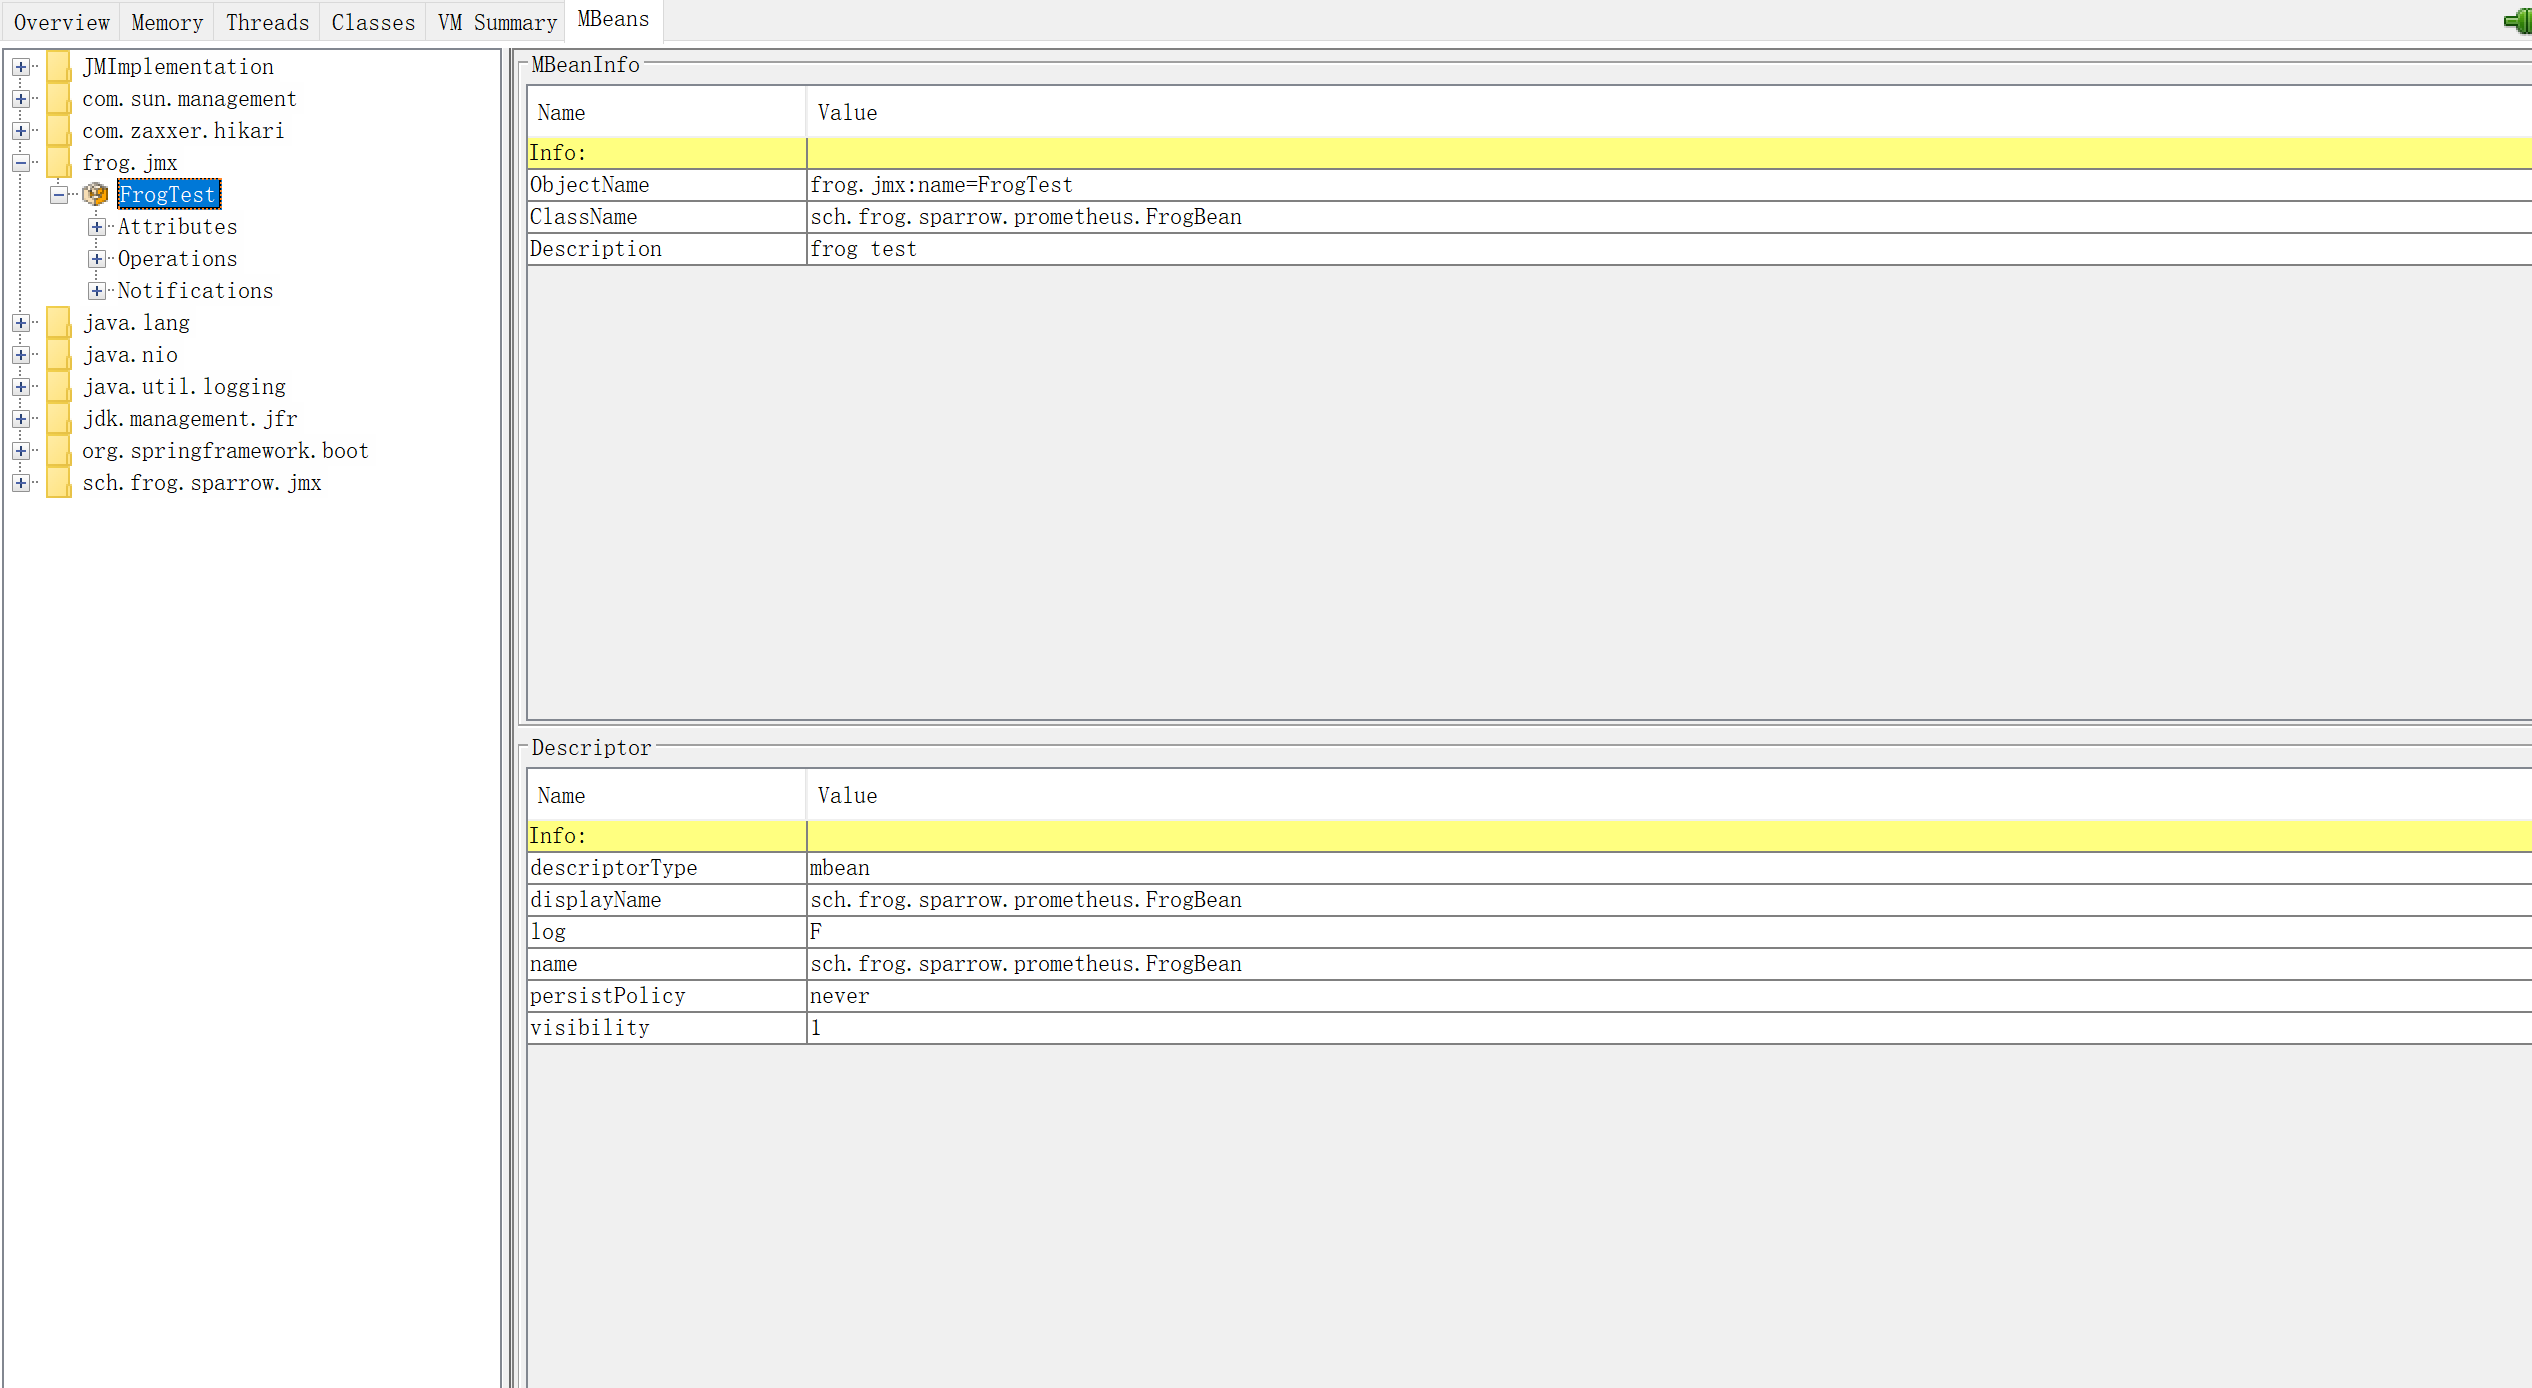 Overview Memory Threads Classes VM Summary MBeans
JMImplementation
com.sun.management
com.zaxxer.hikari
frog.jmx
FrogTest
Attributes
Operations
Notifications
java.lang
java.nio
java.util.logging
jdk.management.jfr
org.springframework.boot
sch.frog.sparrow.jmx
MBeanInfo
Name Value
Info:
ObjectName frog.jmx:name=FrogTest
ClassName sch.frog.sparrow.prometheus.FrogBean
Description frog test
Descriptor
Name Value
Info:
descriptorType mbean
displayName sch.frog.sparrow.prometheus.FrogBean
log F
name sch.frog.sparrow.prometheus.FrogBean
persistPolicy never
visibility 1